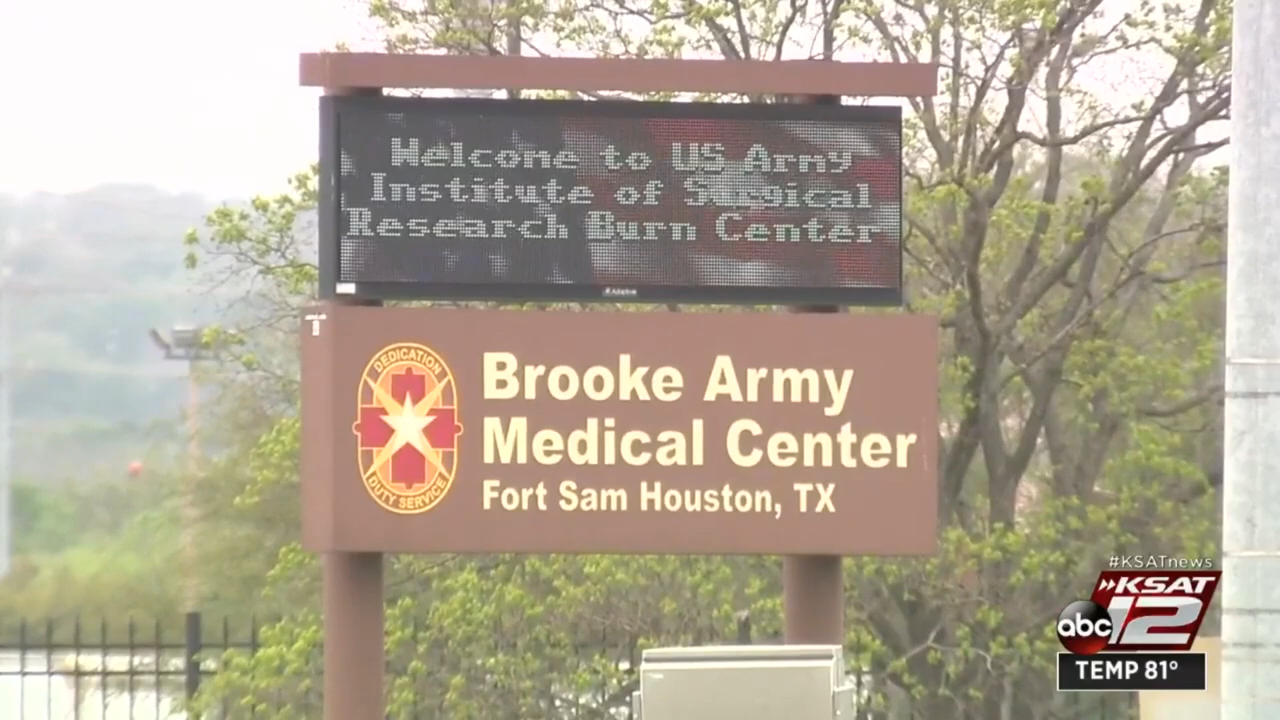 Welcome to US Army
Institute of Surgical
Research Burn Center
Adaptive
DEDICATION
DUTY SERVICE
Brooke Army
Medical Center
Fort Sam Houston, TX
#KSATnews
KSAT
abc 12
TEMP 81°